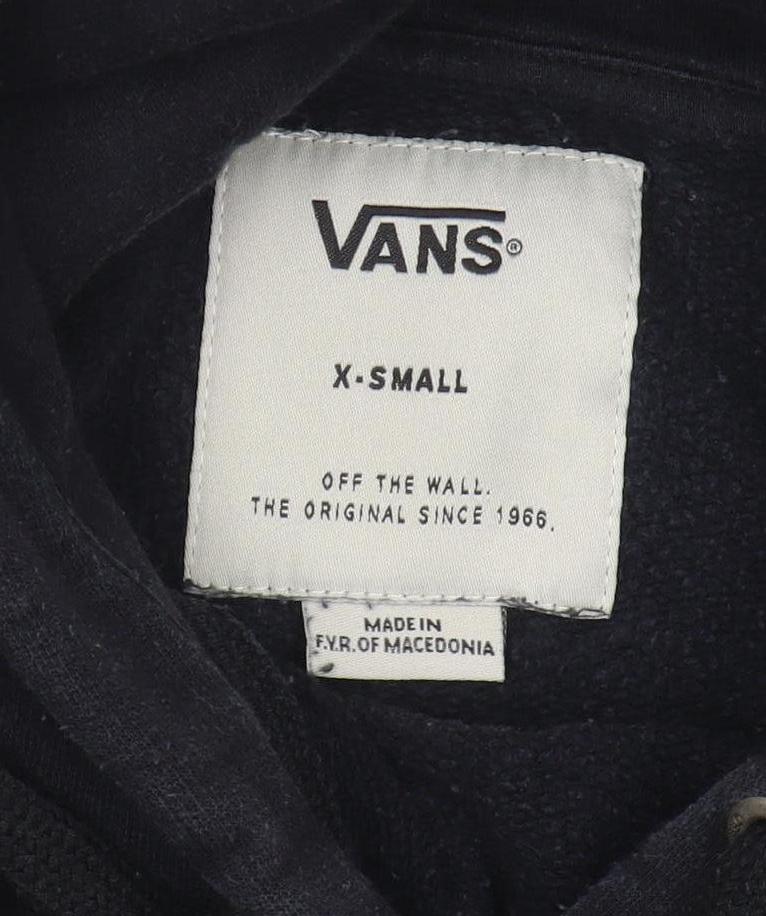 VANS®
X-SMALL
OFF THE WALL.
THE ORIGINAL SINCE 1966.
MADE IN
F.Y.R. OF MACEDONIA